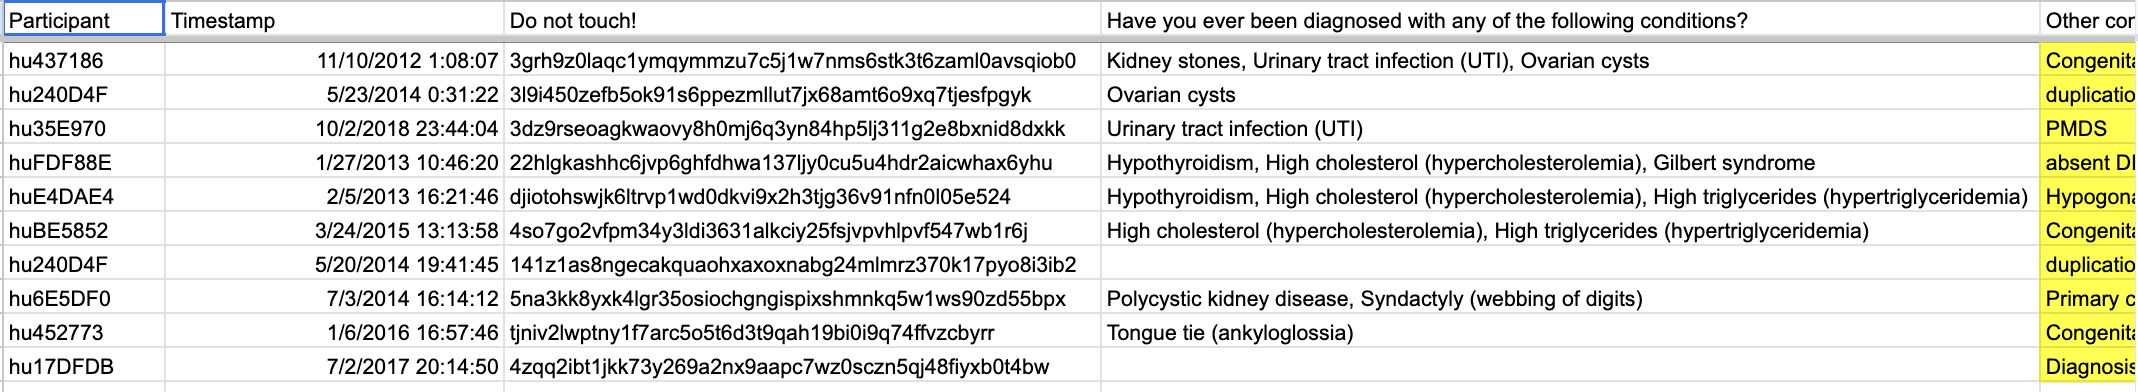 Participant Timestamp Do not touch! Have you ever been diagnosed with any of the following conditions? Other
hu437186 11/10/2012 1:08:07 3grh9z0laqc1ymqymmzu7c5j1w7nms6stk3t6zaml0avsqiob0 Kidney stones, Urinary tract infection (UTI), Ovarian cysts
hu240D4F 5/23/2014 0:31:22 3l9i450zefb5ok91s6ppezmllut7jx68amt6o9xq7tjesfpgyk Ovarian cysts
hu35E970 10/2/2018 23:44:04 3dz9rseoagkwaovy8h0mj6q3yn84hp5lj311g2e8bxnid8dxkk Urinary tract infection (UTI) PMDS
huFDF88E 1/27/2013 10:46:20 22hlgkashhc6jvp6ghfdhwa137ljy0cu5u4hdr2aicwhax6yhu Hypothyroidism, High cholesterol (hypercholesterolemia), Gilbert syndrome absent
huE4DAE4 2/5/2013 16:21:46 djiotohswjk6ltrvp1wd0dkvi9x2h3tjg36v91nfn0l05e524 Hypothyroidism, High cholesterol (hypercholesterolemia), High triglycerides (hypertriglyceridemia)
huBE5852 3/24/2015 13:13:58 4so7go2vfpm34y3ldi3631alkciy25fsjvpvhlpvf547wb1r6j High cholesterol (hypercholesterolemia), High triglycerides (hypertriglyceridemia)
hu240D4F 5/20/2014 19:41:45 141z1as8ngecakquaohxaxoxnabg24mlmrz370k17pyo8i3ib2
hu6E5DF0 7/3/2014 16:14:12 5na3kk8yxk4lgr35osiochgngispixshmnkq5w1ws90zd55bpx Polycystic kidney disease, Syndactyly (webbing of digits) Primary
hu452773 1/6/2016 16:57:46 tjniv2lwptny1f7arc5o5t6d3t9qah19bi0i9q74ffvzcbyrr Tongue tie (ankyloglossia)
hu17DFDB 7/2/2017 20:14:50 4zqq2ibt1jkk73y269a2nx9aapc7wz0sczn5qj48fiyxb0t4bw Diagnosis